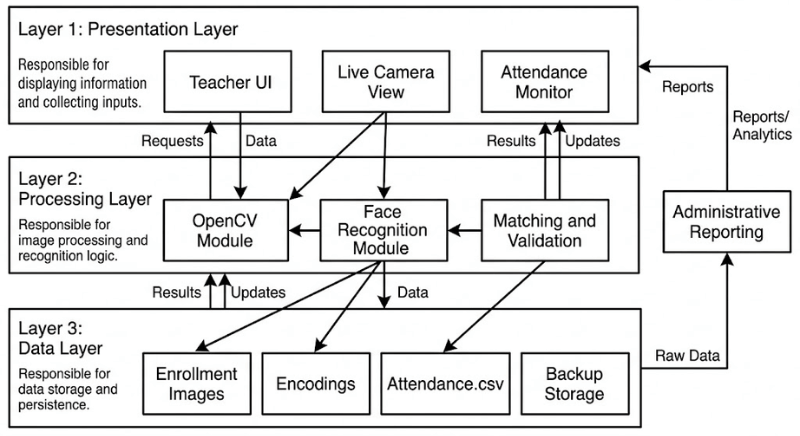 Layer 1: Presentation Layer
Responsible for
displaying information
and collecting inputs.
Teacher UI
Live Camera
View
Attendance
Monitor
Reports
Reports/
Analytics
Requests
Data
Results
Updates
Layer 2:
Processing Layer
Responsible for
image processing and
recognition logic.
OpenCV
Module
Face
Recognition
Module
Matching and
Validation
Administrative
Reporting
Results
Updates
Data
Raw Data
Layer 3:
Data Layer
Responsible for
data storage and
persistence.
Enrollment
Images
Encodings
Attendance.csv
Backup
Storage